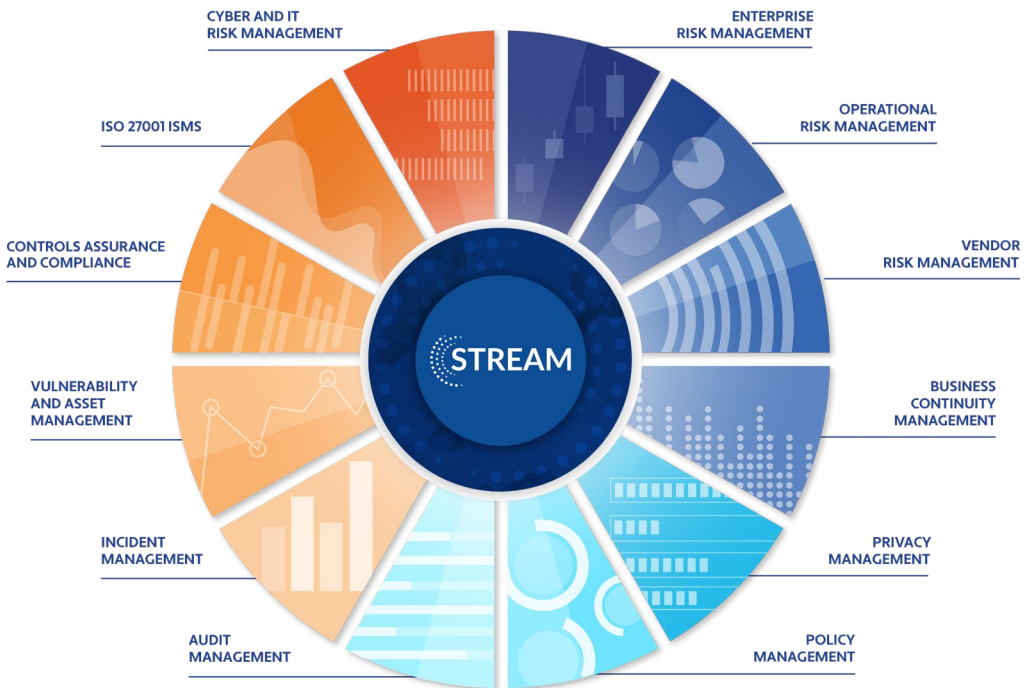 CYBER AND IT
RISK MANAGEMENT
ENTERPRISE
RISK MANAGEMENT
ISO 27001 ISMS
OPERATIONAL
RISK MANAGEMENT
CONTROLS ASSURANCE
AND COMPLIANCE
VENDOR
RISK MANAGEMENT
STREAM
VULNERABILITY
AND ASSET
MANAGEMENT
BUSINESS
CONTINUITY
MANAGEMENT
INCIDENT
MANAGEMENT
PRIVACY
MANAGEMENT
AUDIT
MANAGEMENT
POLICY
MANAGEMENT